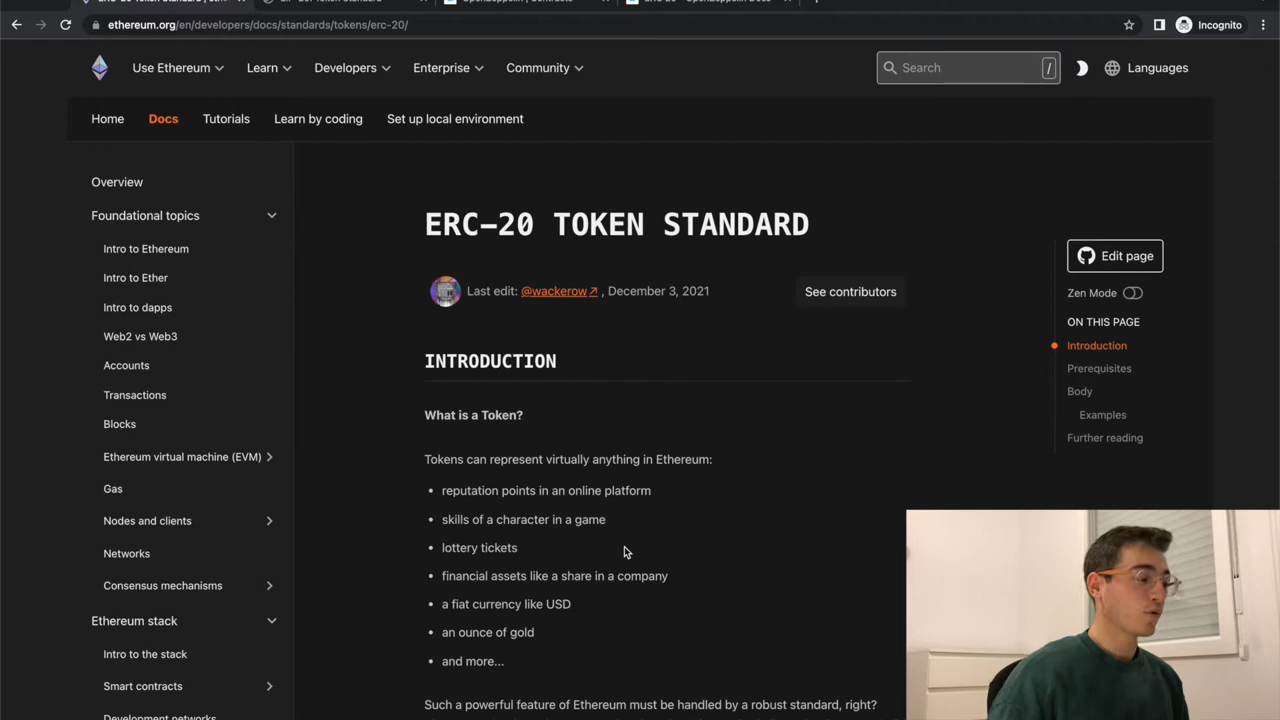 ethereum.org/en/developers/docs/standards/tokens/erc-20/
Incognito
Use Ethereum
Learn
Developers
Enterprise
Community
Search
/
Languages
Home
Docs
Tutorials
Learn by coding
Set up local environment
Overview
Foundational topics
Intro to Ethereum
Intro to Ether
Intro to dapps
Web2 vs Web3
Accounts
Transactions
Blocks
Ethereum virtual machine (EVM)
Gas
Nodes and clients
Networks
Consensus mechanisms
Ethereum stack
Intro to the stack
Smart contracts
Development networks
ERC-20 TOKEN STANDARD
Last edit: @wackerow↗ , December 3, 2021
See contributors
INTRODUCTION
What is a Token?
Tokens can represent virtually anything in Ethereum:
• reputation points in an online platform
• skills of a character in a game
• lottery tickets
• financial assets like a share in a company
• a fiat currency like USD
• an ounce of gold
• and more...
Such a powerful feature of Ethereum must be handled by a robust standard, right?
Edit page
Zen Mode
ON THIS PAGE
Introduction
Prerequisites
Body
Examples
Further reading